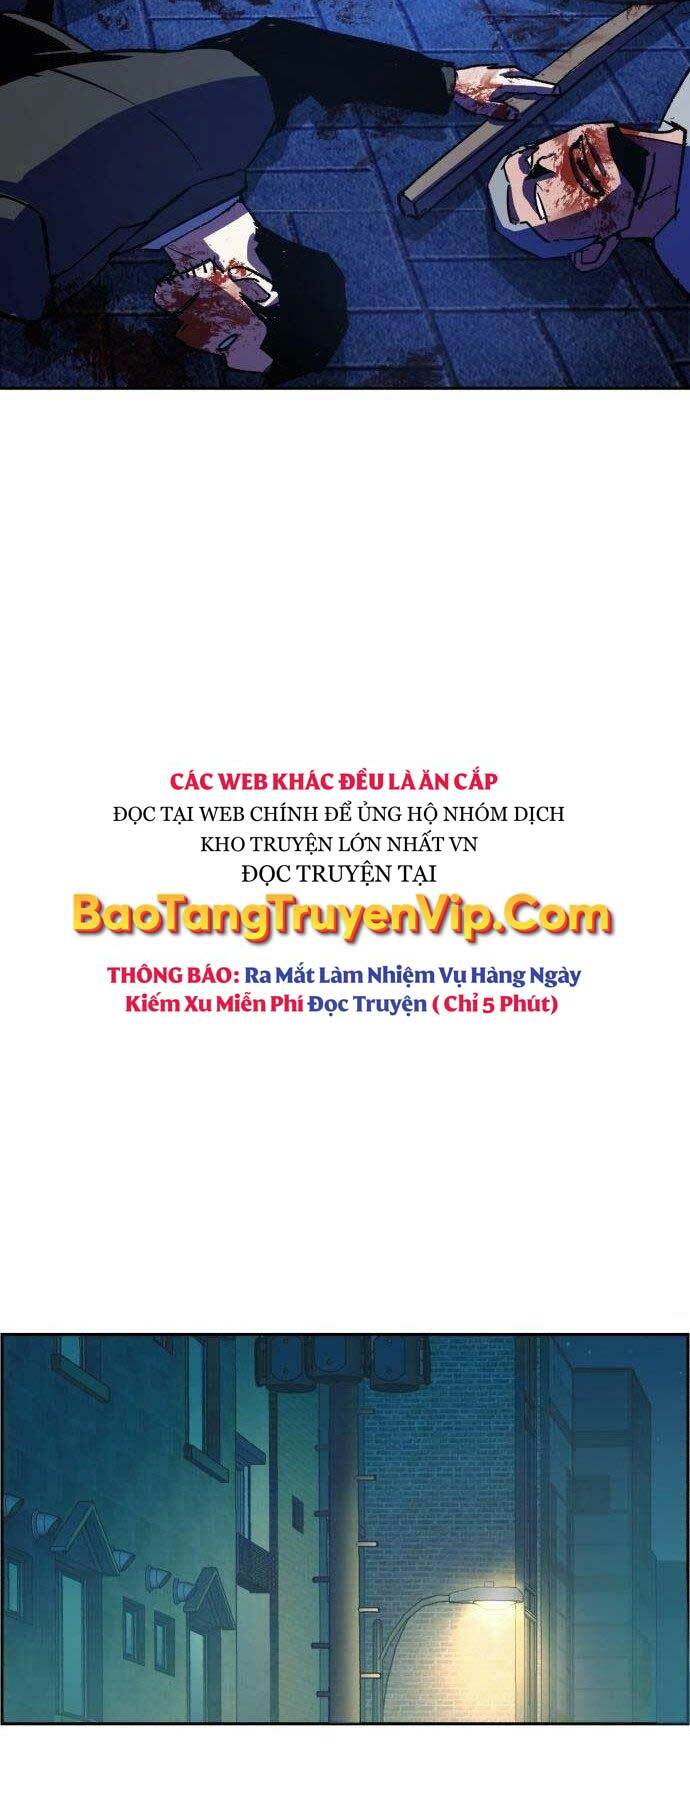 CÁC WEB KHÁC ĐỀU LÀ ĂN CẮP
ĐỌC TẠI WEB CHÍNH ĐỂ ỦNG HỘ NHÓM DỊCH
KHO TRUYỆN LỚN NHẤT VN
ĐỌC TRUYỆN TẠI
BaoTangTruyenVip.Com
THÔNG BÁO: Ra Mắt Làm Nhiệm Vụ Hàng Ngày
Kiếm Xu Miễn Phí Đọc Truyện ( Chỉ 5 Phút)